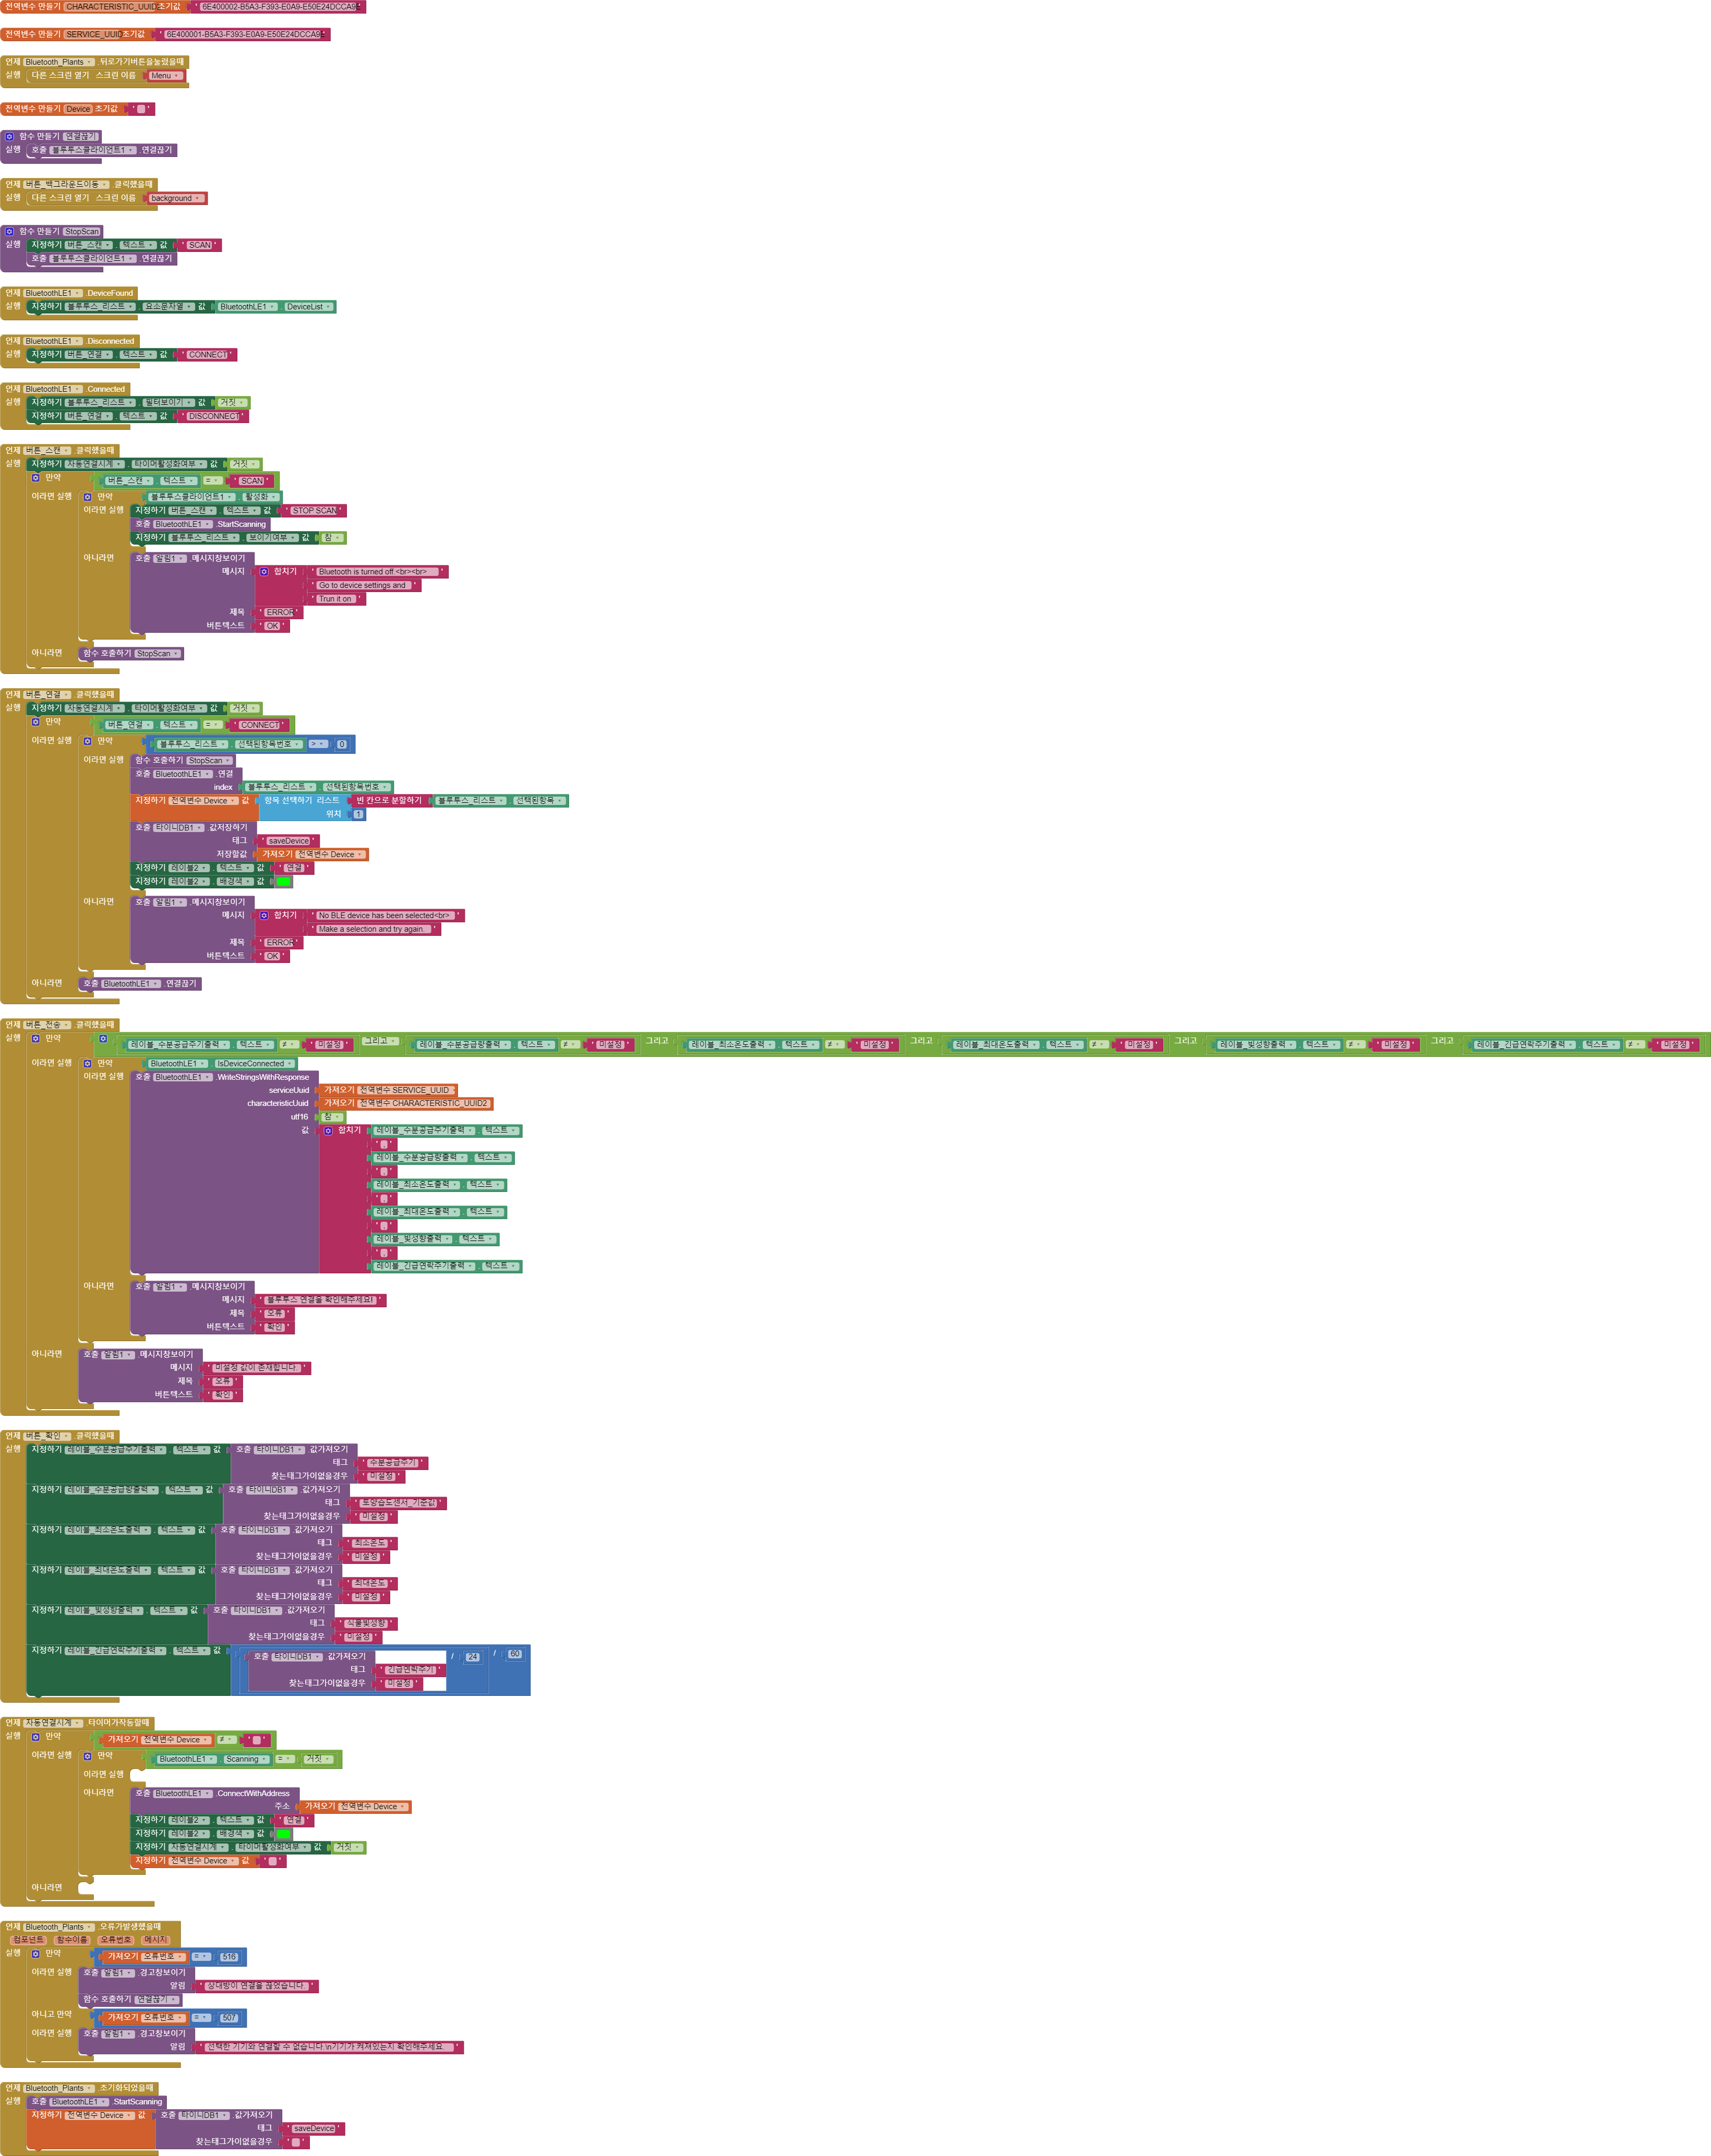 전역변수 만들기 CHARACTERISTIC_UUID2 초기값 ' 6E400002-B5A3-F393-E0A9-E50E24DCCA9E '
전역변수 만들기 SERVICE_UUID 초기값 ' 6E400001-B5A3-F393-E0A9-E50E24DCCA9E '
언제 Bluetooth_Plants .뒤로가기버튼을눌렀을때
실행 다른 스크린 열기 스크린 이름 Menu
전역변수 만들기 Device 초기값 ' '
함수 만들기 연결끊기
실행 호출 블루투스클라이언트1 .연결끊기
언제 버튼_백그라운드이동 .클릭했을때
실행 다른 스크린 열기 스크린 이름 background
함수 만들기 StopScan
실행 지정하기 버튼_스캔 . 텍스트 값 ' SCAN '
호출 블루투스클라이언트1 .연결끊기
언제 BluetoothLE1 .DeviceFound
실행 지정하기 블루투스_리스트 . 요소문자열 값 BluetoothLE1 . DeviceList
언제 BluetoothLE1 .Disconnected
실행 지정하기 버튼_연결 . 텍스트 값 ' CONNECT '
언제 BluetoothLE1 .Connected
실행 지정하기 블루투스_리스트 . 필터보이기 값 거짓
지정하기 버튼_연결 . 텍스트 값 ' DISCONNECT '
언제 버튼_스캔 .클릭했을때
실행 지정하기 자동연결시계 . 타이머활성화여부 값 거짓
만약 버튼_스캔 . 텍스트 = ' SCAN '
이라면 실행 만약 블루투스클라이언트1 . 활성화
이라면 실행 지정하기 버튼_스캔 . 텍스트 값 ' STOP SCAN '
호출 BluetoothLE1 .StartScanning
지정하기 블루투스_리스트 . 보이기여부 값 참
아니라면 호출 알림1 .메시지창보이기
메시지 합치기 ' Bluetooth is turned off.<br><br> '
' Go to device settings and '
' Trun it on '
제목 ' ERROR '
버튼텍스트 ' OK '
아니라면 함수 호출하기 StopScan
언제 버튼_연결 .클릭했을때
실행 지정하기 자동연결시계 . 타이머활성화여부 값 거짓
만약 버튼_연결 . 텍스트 = ' CONNECT '
이라면 실행 만약 블루투스_리스트 . 선택된항목번호 > 0
이라면 실행 함수 호출하기 StopScan
호출 BluetoothLE1 .연결
index 블루투스_리스트 . 선택된항목번호
지정하기 전역변수 Device 값 항목 선택하기 리스트 빈 칸으로 분할하기 블루투스_리스트 . 선택된항목
위치 1
호출 타이니DB1 .값저장하기
태그 ' saveDevice '
저장할값 가져오기 전역변수 Device
지정하기 레이블2 . 텍스트 값 ' 연결 '
지정하기 레이블2 . 배경색 값
아니라면 호출 알림1 .메시지창보이기
메시지 합치기 ' No BLE device has been selected<br> '
' Make a selection and try again. '
제목 ' ERROR '
버튼텍스트 ' OK '
아니라면 호출 BluetoothLE1 .연결끊기
언제 버튼_전송 .클릭했을때
실행 만약 레이블_수분공급주기출력 . 텍스트 ≠ ' 미설정 ' 그리고 레이블_수분공급량출력 . 텍스트 ≠ ' 미설정 ' 그리고 레이블_최소온도출력 . 텍스트 ≠ ' 미설정 ' 그리고 레이블_최대온도출력 . 텍스트 ≠ ' 미설정 ' 그리고 레이블_빛성향출력 . 텍스트 ≠ ' 미설정 ' 그리고 레이블_긴급연락주기출력 . 텍스트 ≠ ' 미설정 '
이라면 실행 만약 BluetoothLE1 . IsDeviceConnected
이라면 실행 호출 BluetoothLE1 .WriteStringsWithResponse
serviceUuid 가져오기 전역변수 SERVICE_UUID
characteristicUuid 가져오기 전역변수 CHARACTERISTIC_UUID2
utf16 참
값 합치기 레이블_수분공급주기출력 . 텍스트
' , '
레이블_수분공급량출력 . 텍스트
' , '
레이블_최소온도출력 . 텍스트
' , '
레이블_최대온도출력 . 텍스트
' , '
레이블_빛성향출력 . 텍스트
' , '
레이블_긴급연락주기출력 . 텍스트
아니라면 호출 알림1 .메시지창보이기
메시지 ' 블루투스 연결을 확인해주세요! '
제목 ' 오류 '
버튼텍스트 ' 확인 '
아니라면 호출 알림1 .메시지창보이기
메시지 ' 미설정 값이 존재합니다. '
제목 ' 오류 '
버튼텍스트 ' 확인 '
언제 버튼_확인 .클릭했을때
실행 지정하기 레이블_수분공급주기출력 . 텍스트 값 호출 타이니DB1 .값가져오기
태그 ' 수분공급주기 '
찾는태그가없을경우 ' 미설정 '
지정하기 레이블_수분공급량출력 . 텍스트 값 호출 타이니DB1 .값가져오기
태그 ' 토양습도센서_기준값 '
찾는태그가없을경우 ' 미설정 '
지정하기 레이블_최소온도출력 . 텍스트 값 호출 타이니DB1 .값가져오기
태그 ' 최소온도 '
찾는태그가없을경우 ' 미설정 '
지정하기 레이블_최대온도출력 . 텍스트 값 호출 타이니DB1 .값가져오기
태그 ' 최대온도 '
찾는태그가없을경우 ' 미설정 '
지정하기 레이블_빛성향출력 . 텍스트 값 호출 타이니DB1 .값가져오기
태그 ' 식물빛성향 '
찾는태그가없을경우 ' 미설정 '
지정하기 레이블_긴급연락주기출력 . 텍스트 값 호출 타이니DB1 .값가져오기 / 24 / 60
태그 ' 긴급연락주기 '
찾는태그가없을경우 ' 미설정 '
언제 자동연결시계 .타이머가작동할때
실행 만약 가져오기 전역변수 Device ≠ ' '
이라면 실행 만약 BluetoothLE1 . Scanning = 거짓
이라면 실행
아니라면 호출 BluetoothLE1 .ConnectWithAddress
주소 가져오기 전역변수 Device
지정하기 레이블2 . 텍스트 값 ' 연결 '
지정하기 레이블2 . 배경색 값
지정하기 자동연결시계 . 타이머활성화여부 값 거짓
지정하기 전역변수 Device 값 ' '
아니라면
언제 Bluetooth_Plants .오류가발생했을때
컴포넌트 함수이름 오류번호 메시지
실행 만약 가져오기 오류번호 = 516
이라면 실행 호출 알림1 .경고창보이기
알림 ' 상대방이 연결을 끊었습니다. '
함수 호출하기 연결끊기
아니고 만약 가져오기 오류번호 = 507
이라면 실행 호출 알림1 .경고창보이기
알림 ' 선택한 기기와 연결할 수 없습니다.\n기기가 켜져있는지 확인해주세요. '
언제 Bluetooth_Plants .초기화되었을때
실행 호출 BluetoothLE1 .StartScanning
지정하기 전역변수 Device 값 호출 타이니DB1 .값가져오기
태그 ' saveDevice '
찾는태그가없을경우 ' '